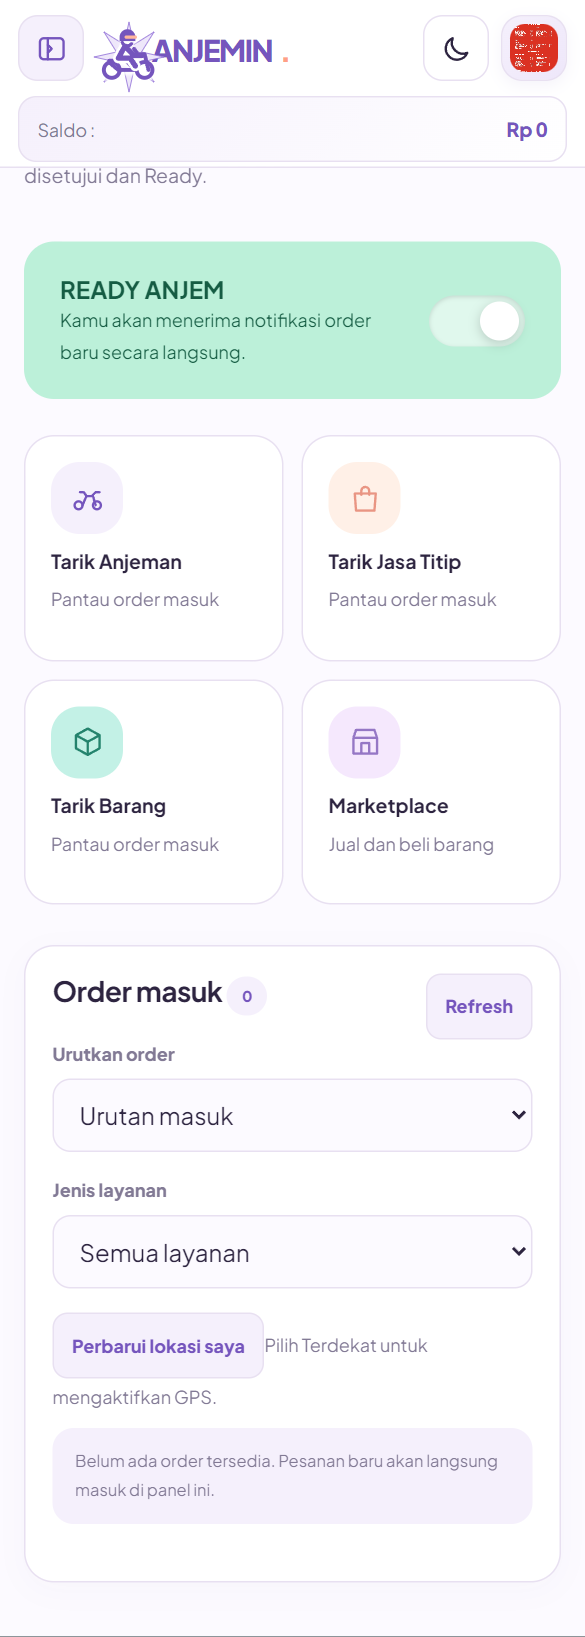 ANJEMIN .
Saldo :
Rp 0
disetujui dan Ready.
READY ANJEM
Kamu akan menerima notifikasi order
baru secara langsung.
Tarik Anjeman
Pantau order masuk
Tarik Jasa Titip
Pantau order masuk
Tarik Barang
Pantau order masuk
Marketplace
Jual dan beli barang
Order masuk 0
Refresh
Urutkan order
Urutan masuk
Jenis layanan
Semua layanan
Perbarui lokasi saya Pilih Terdekat untuk
mengaktifkan GPS.
Belum ada order tersedia. Pesanan baru akan langsung
masuk di panel ini.